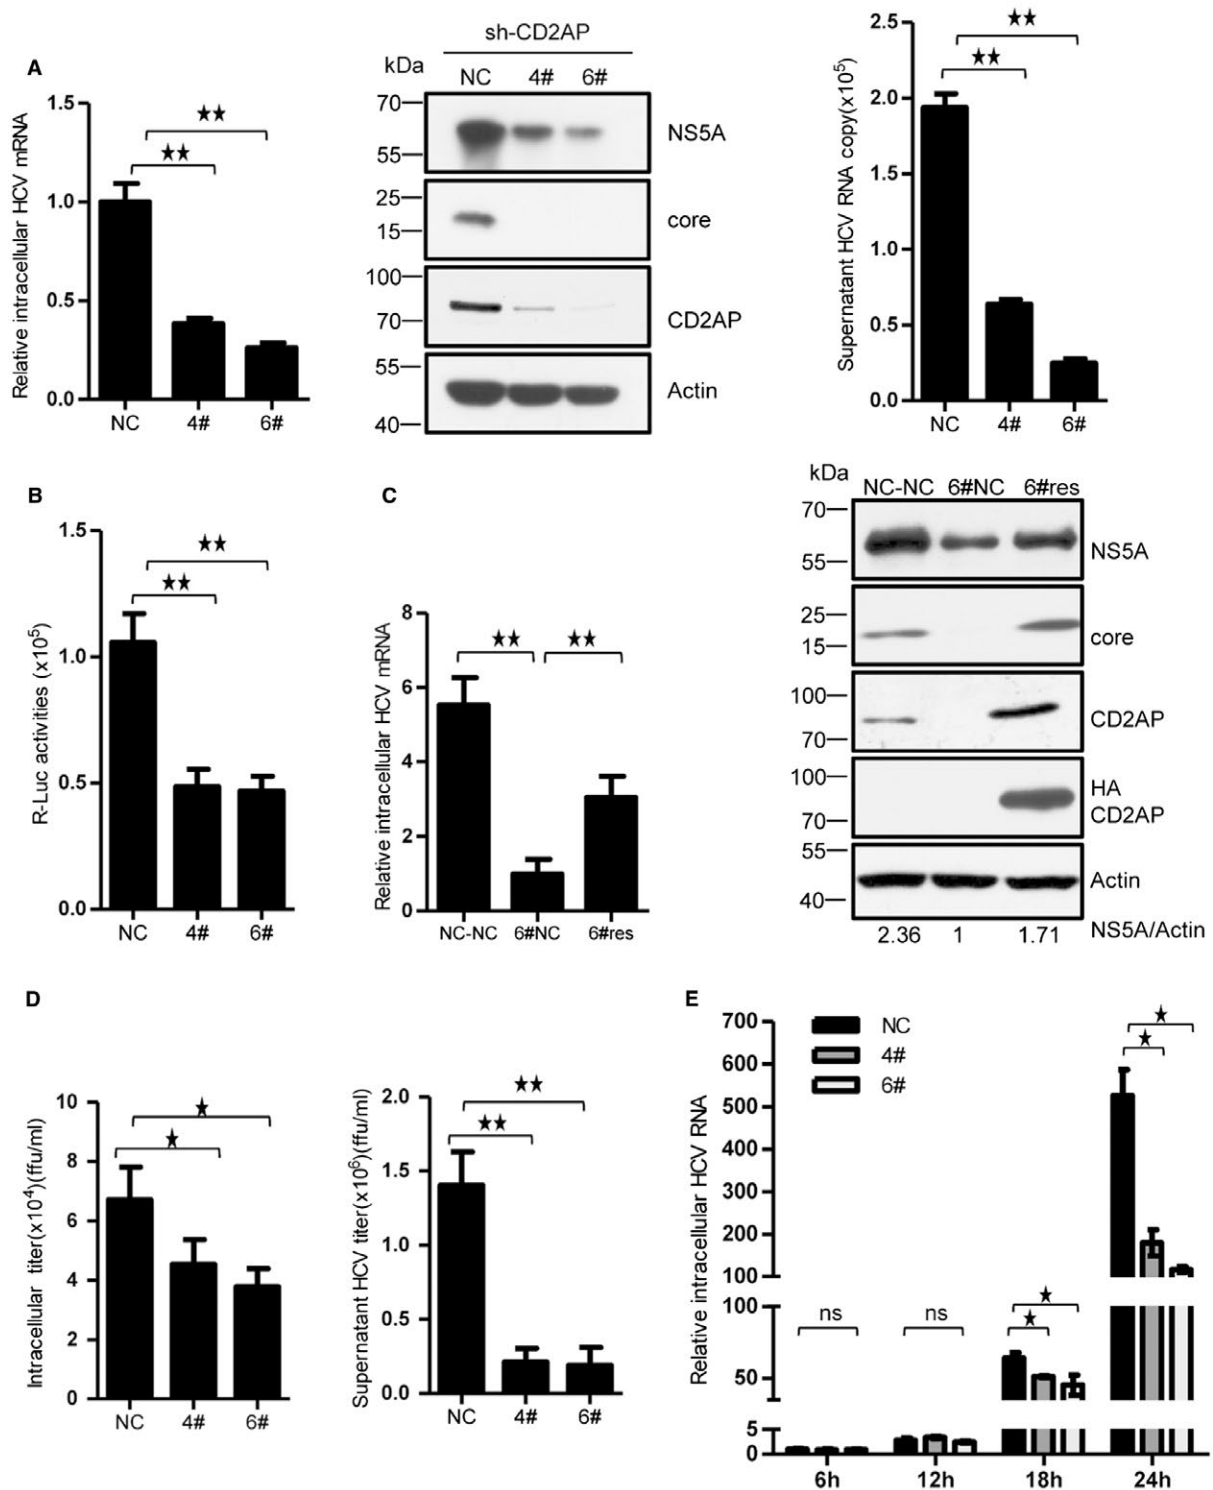 A
Relative intracellular HCV mRNA
1.5
1.0
0.5
0.0
★★
★★
NC 4# 6#
sh-CD2AP
kDa NC 4# 6#
70
55
NS5A
25
15
core
100
70
CD2AP
55
40
Actin
Supernatant HCV RNA copy(x10⁵)
2.5
2.0
1.5
1.0
0.5
0.0
★★
★★
NC 4# 6#
B
R-Luc activities (x10⁵)
1.5
1.0
0.5
0.0
★★
★★
NC 4# 6#
C
Relative intracellular HCV mRNA
8
6
4
2
0
★★ ★★
NC-NC 6#NC 6#res
kDa NC-NC 6#NC 6#res
70
55
NS5A
25
15
core
100
70
CD2AP
100
70
HA
CD2AP
55
40
Actin
2.36 1 1.71 NS5A/Actin
D
Intracellular titer(x10⁴)(ffu/ml)
10
8
6
4
2
0
★
★
NC 4# 6#
Supernatant HCV titer(x10⁶)(ffu/ml)
2.0
1.5
1.0
0.5
0.0
★★
★★
NC 4# 6#
E
Relative intracellular HCV RNA
700
600
500
400
300
200
100
100
50
5
0
NC
4#
6#
ns ns
★
★
★
★
6h 12h 18h 24h